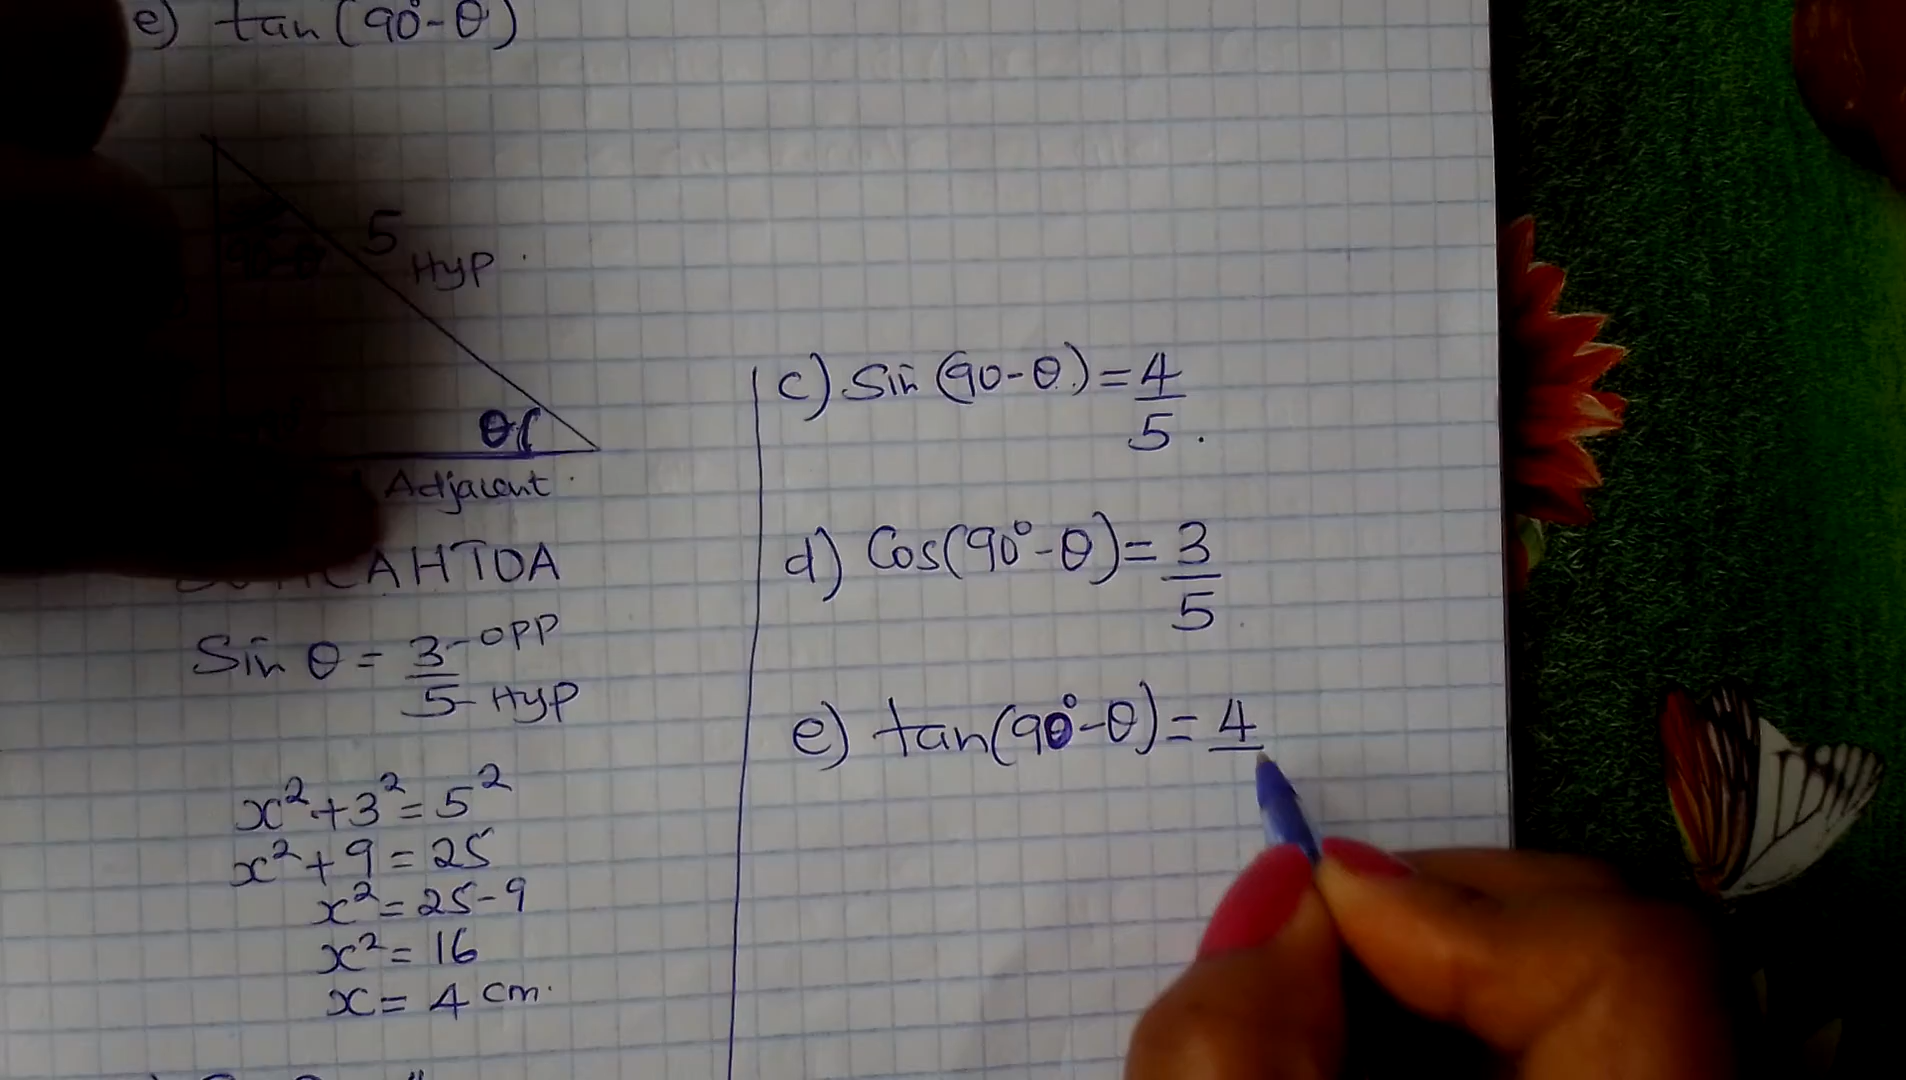 e) tan (90°-θ)
5
Hyp.
θ
Adjacent.
CAHTOA
Sin θ = 3 - OPP
5 - Hyp
x²+3²=5²
x²+9=25
x²=25-9
x²=16
x=4 cm.
c) Sin (90-θ)=4
5.
d) Cos(90°-θ)=3
5.
e) tan(90°-θ)=4